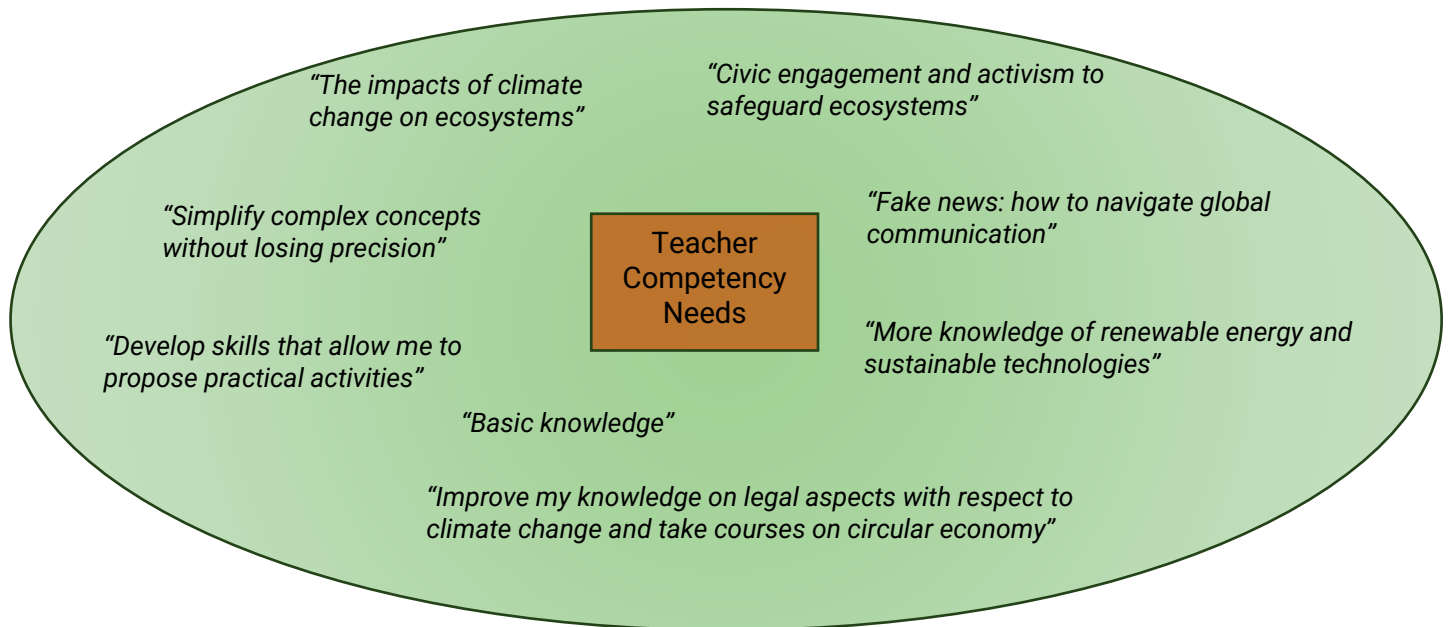 “The impacts of climate
change on ecosystems”
“Civic engagement and activism to
safeguard ecosystems”
“Simplify complex concepts
without losing precision”
“Fake news: how to navigate global
communication”
Teacher
Competency
Needs
“Develop skills that allow me to
propose practical activities”
“More knowledge of renewable energy and
sustainable technologies”
“Basic knowledge”
“Improve my knowledge on legal aspects with respect to
climate change and take courses on circular economy”